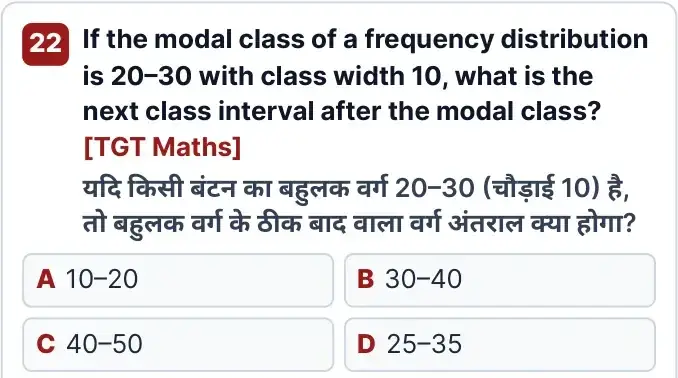 22 If the modal class of a frequency distribution
is 20–30 with class width 10, what is the
next class interval after the modal class?
[TGT Maths]
यदि किसी बंटन का बहुलक वर्ग 20–30 (चौड़ाई 10) है,
तो बहुलक वर्ग के ठीक बाद वाला वर्ग अंतराल क्या होगा?
A 10–20
B 30–40
C 40–50
D 25–35